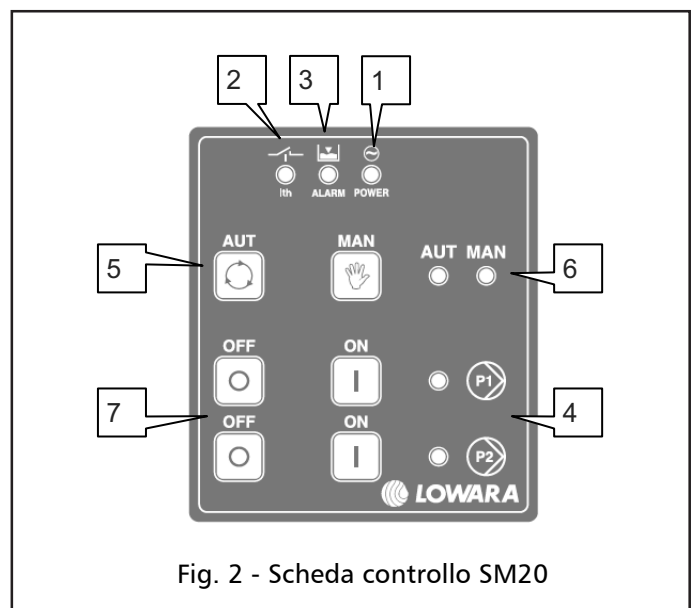 2 3 1
Ith ALARM POWER
AUT MAN AUT MAN
5 6
OFF ON
P1
7 4
OFF ON
P2
LOWARA
Fig. 2 - Scheda controllo SM20